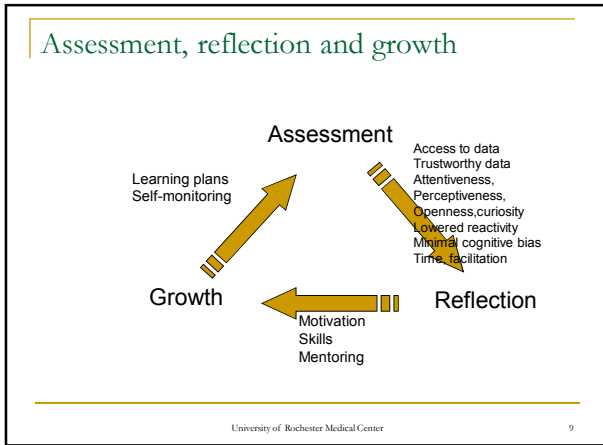 Assessment, reflection and growth
Assessment
Access to data
Trustworthy data
Attentiveness,
Perceptiveness,
Openness,curiosity
Lowered reactivity
Minimal cognitive bias
Time, facilitation
Learning plans
Self-monitoring
Growth
Reflection
Motivation
Skills
Mentoring
University of Rochester Medical Center
9